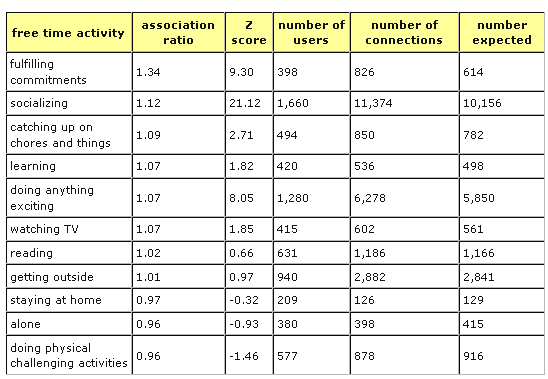 free time activity association ratio Z score number of users number of connections number expected
fulfilling commitments 1.34 9.30 398 826 614
socializing 1.12 21.12 1,660 11,374 10,156
catching up on chores and things 1.09 2.71 494 850 782
learning 1.07 1.82 420 536 498
doing anything exciting 1.07 8.05 1,280 6,278 5,850
watching TV 1.07 1.85 415 602 561
reading 1.02 0.66 631 1,186 1,166
getting outside 1.01 0.97 940 2,882 2,841
staying at home 0.97 -0.32 209 126 129
alone 0.96 -0.93 380 398 415
doing physical challenging activities 0.96 -1.46 577 878 916